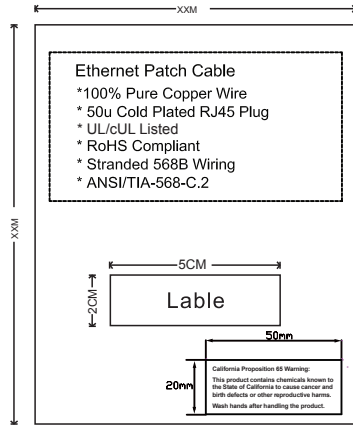 XXM
XXM
Ethernet Patch Cable
*100% Pure Copper Wire
* 50u Cold Plated RJ45 Plug
* UL/cUL Listed
* RoHS Compliant
* Stranded 568B Wiring
* ANSI/TIA-568-C.2
5CM
2CM
Lable
50mm
20mm
California Proposition 65 Warning:
This product contains chemicals known to
the State of California to cause cancer and
birth defects or other reproductive harms.
Wash hands after handling the product.